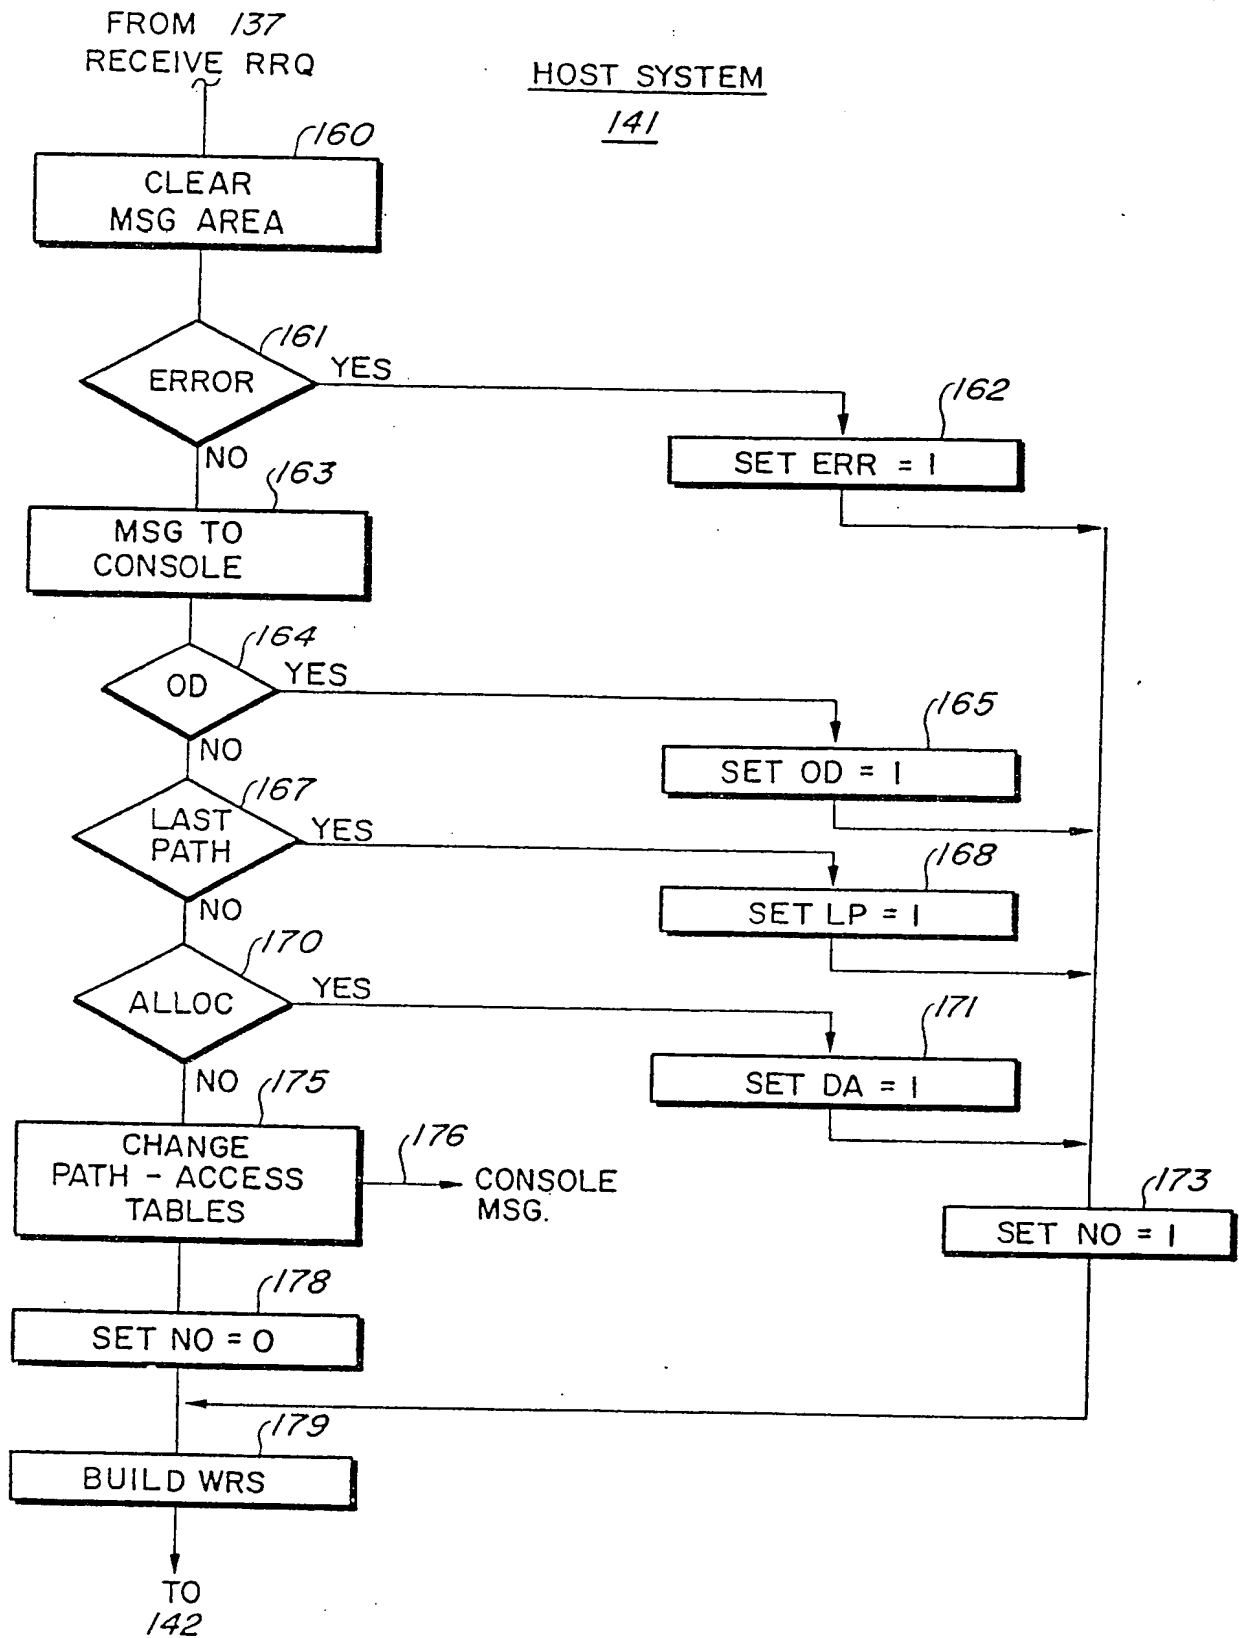 FROM 137
RECEIVE RRQ
HOST SYSTEM
141
160
CLEAR
MSG AREA
161
ERROR
YES
NO
162
SET ERR = 1
163
MSG TO
CONSOLE
164
OD
YES
NO
165
SET OD = 1
167
LAST
PATH
YES
NO
168
SET LP = 1
170
ALLOC
YES
NO
171
SET DA = 1
175
CHANGE
PATH - ACCESS
TABLES
176
CONSOLE
MSG.
173
SET NO = 1
178
SET NO = 0
179
BUILD WRS
TO
142